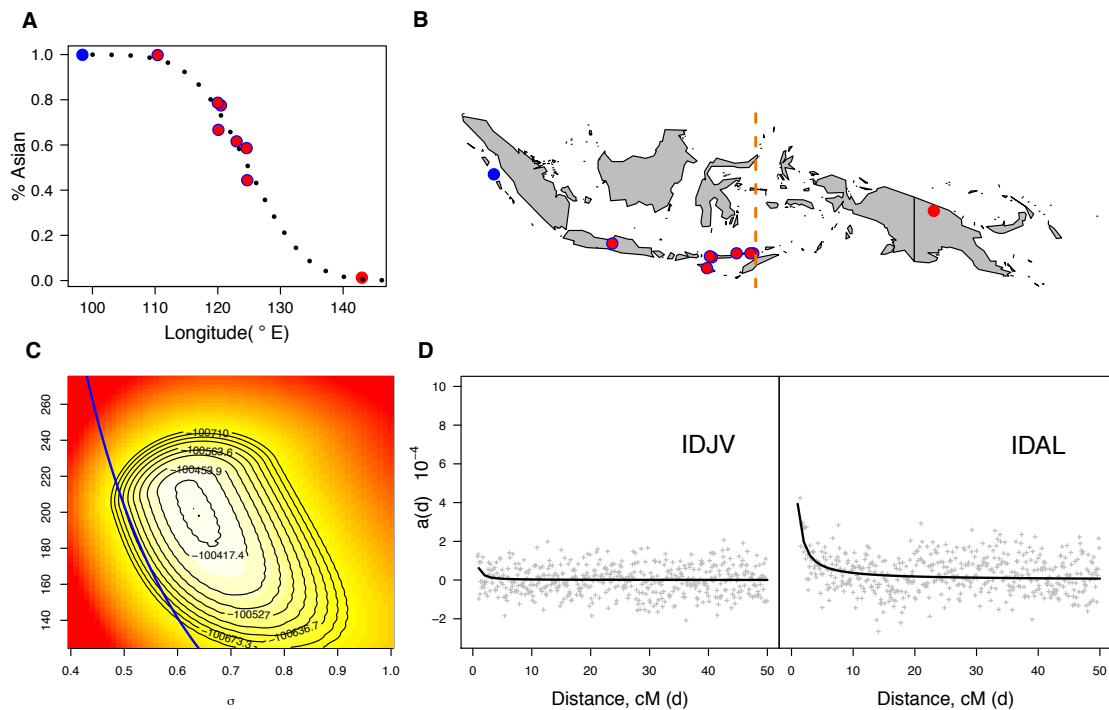 A
1.0
0.8
0.6
0.4
0.2
0.0
% Asian
100 110 120 130 140
Longitude( ° E)
B
C
260
240
220
200
180
160
140
−100710
−100563.6
−100453.9
−100417.4
−100527
−100636.7
−100673.3
0.4 0.5 0.6 0.7 0.8 0.9 1.0
σ
D
10
8
6
4
2
0
−2
a(d) 10⁻⁴
IDJV
IDAL
0 10 20 30 40 50
0 10 20 30 40 50
Distance, cM (d)
Distance, cM (d)